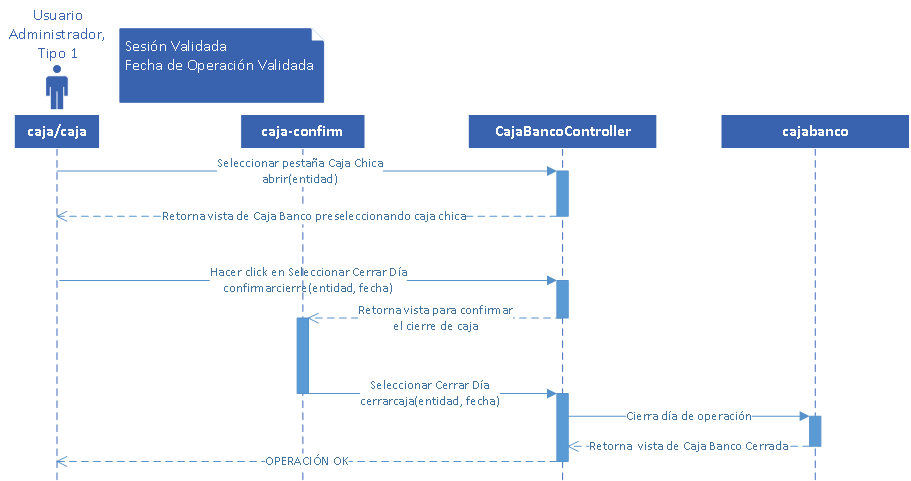 Usuario
Administrador,
Tipo 1
Sesión Validada
Fecha de Operación Validada
caja/caja
caja-confirm
CajaBancoController
cajabanco
Seleccionar pestaña Caja Chica
abrir(entidad)
Retorna vista de Caja Banco preseleccionando caja chica
Hacer click en Seleccionar Cerrar Día
confirmarcierre(entidad, fecha)
Retorna vista para confirmar
el cierre de caja
Seleccionar Cerrar Día
cerrarcaja(entidad, fecha)
Cierra día de operación
Retorna vista de Caja Banco Cerrada
OPERACIÓN OK